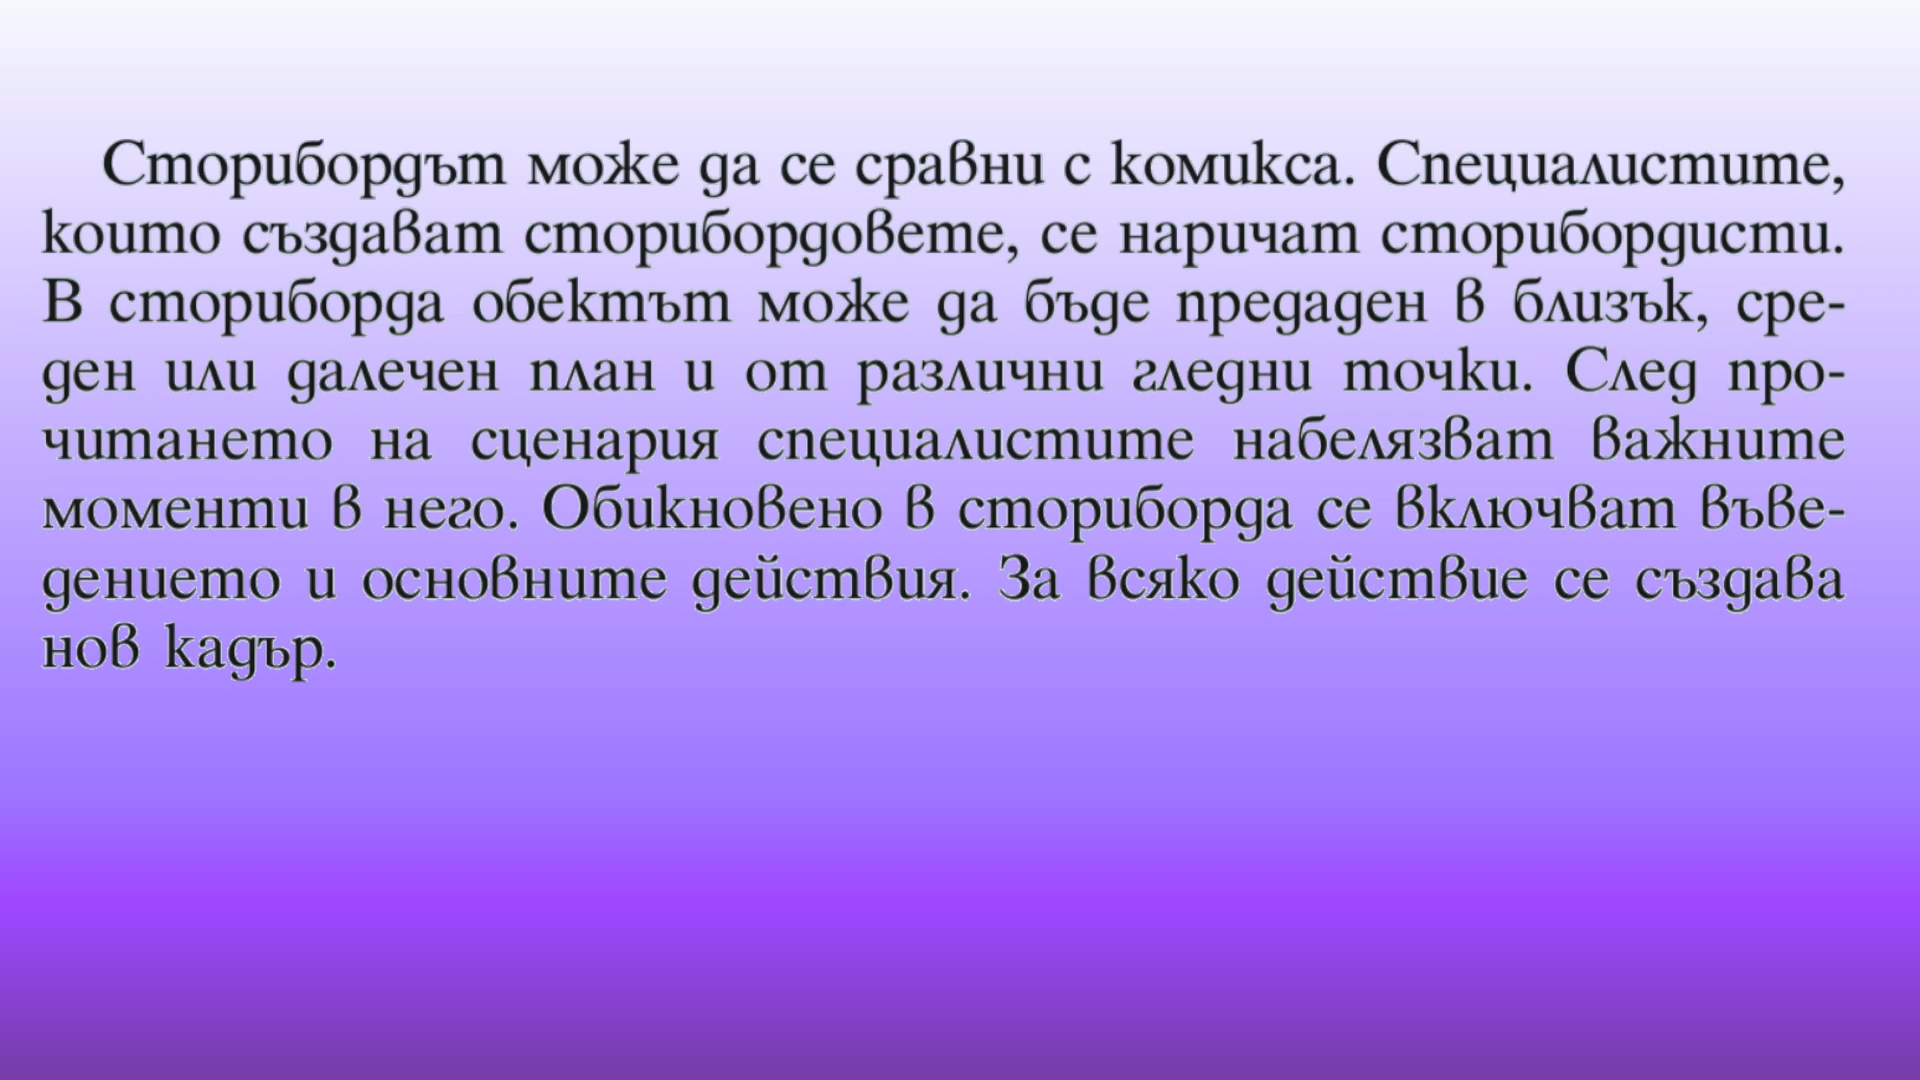 Сторибордът може да се сравни с комикса. Специалистите,
които създават сторибордовете, се наричат сторибордисти.
В сториборда обектът може да бъде предаден в близък, сре-
ден или далечен план и от различни гледни точки. След про-
читането на сценария специалистите набелязват важните
моменти в него. Обикновено в сториборда се включват въве-
дението и основните действия. За всяко действие се създава
нов кадър.